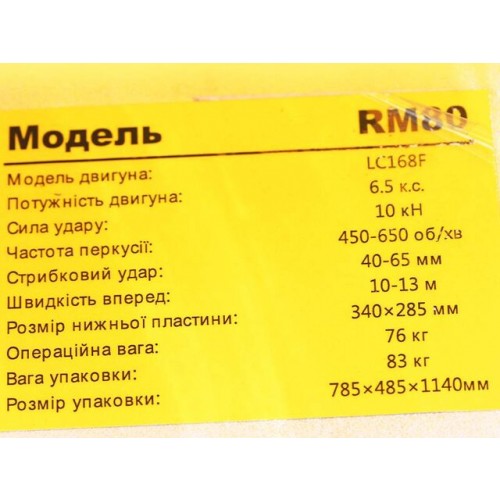 Модель RM80
Модель двигуна: LC168F
Потужність двигуна: 6.5 к.с.
Сила удару: 10 кН
Частота перкусії: 450-650 об/хв
Стрибковий удар: 40-65 мм
Швидкість вперед: 10-13 м
Розмір нижньої пластини: 340×285 мм
Операційна вага: 76 кг
Вага упаковки: 83 кг
Розмір упаковки: 785×485×1140мм